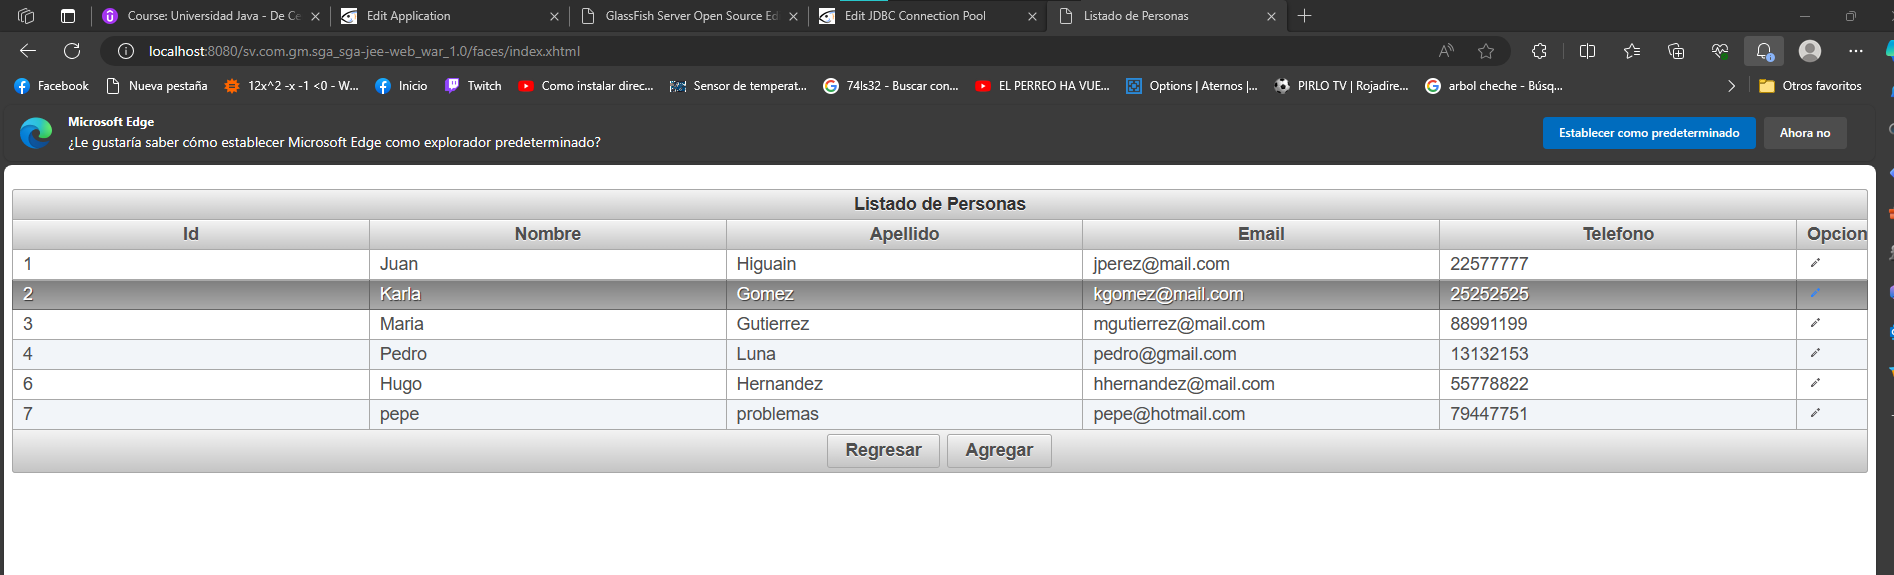 Course: Universidad Java - De Ce
Edit Application
GlassFish Server Open Source Ed
Edit JDBC Connection Pool
Listado de Personas
localhost:8080/sv.com.gm.sga_sga-jee-web_war_1.0/faces/index.xhtml
Facebook
Nueva pestaña
12x^2 -x -1 <0 - W...
Inicio
Twitch
Como instalar direc...
Sensor de temperat...
74ls32 - Buscar con...
EL PERREO HA VUE...
Options | Aternos |...
PIRLO TV | Rojadire...
arbol cheche - Búsq...
Otros favoritos
Microsoft Edge
¿Le gustaría saber cómo establecer Microsoft Edge como explorador predeterminado?
Establecer como predeterminado
Ahora no
Listado de Personas
Id Nombre Apellido Email Telefono Opcion
1 Juan Higuain jperez@mail.com 22577777
2 Karla Gomez kgomez@mail.com 25252525
3 Maria Gutierrez mgutierrez@mail.com 88991199
4 Pedro Luna pedro@gmail.com 13132153
6 Hugo Hernandez hhernandez@mail.com 55778822
7 pepe problemas pepe@hotmail.com 79447751
Regresar Agregar